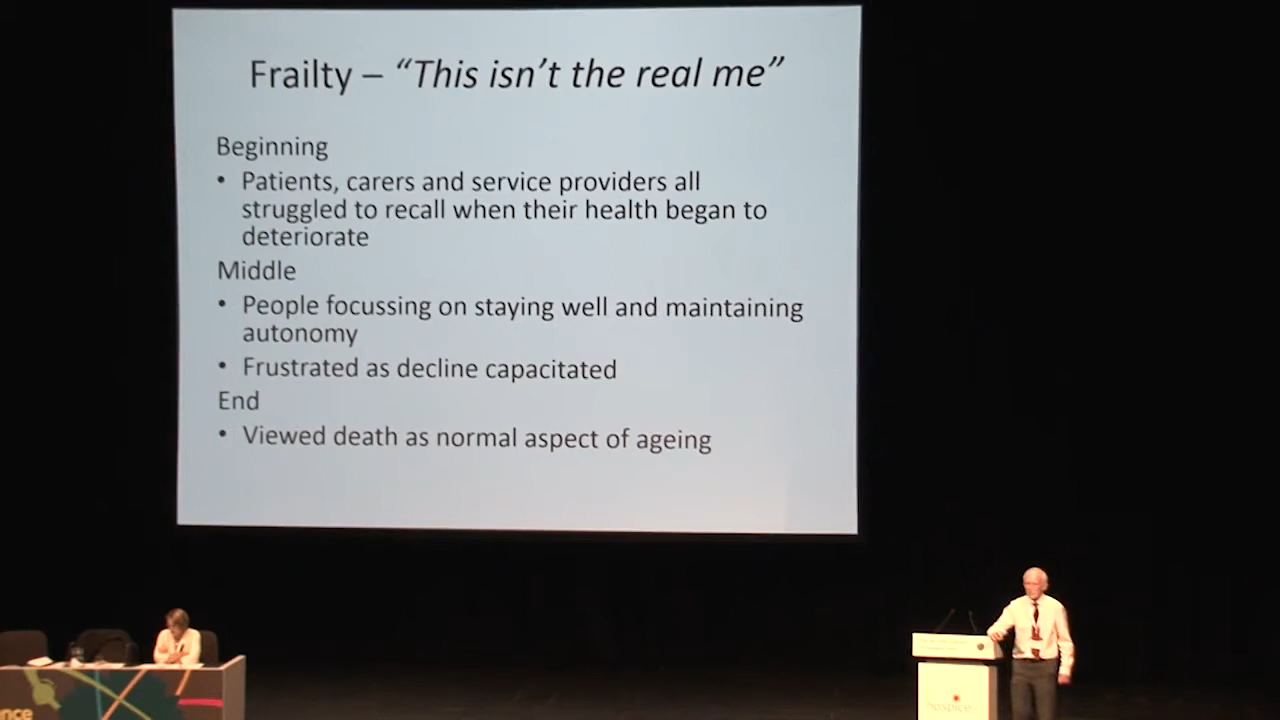 Frailty – “This isn’t the real me”
Beginning
• Patients, carers and service providers all
struggled to recall when their health began to
deteriorate
Middle
• People focussing on staying well and maintaining
autonomy
• Frustrated as decline capacitated
End
• Viewed death as normal aspect of ageing
hospice